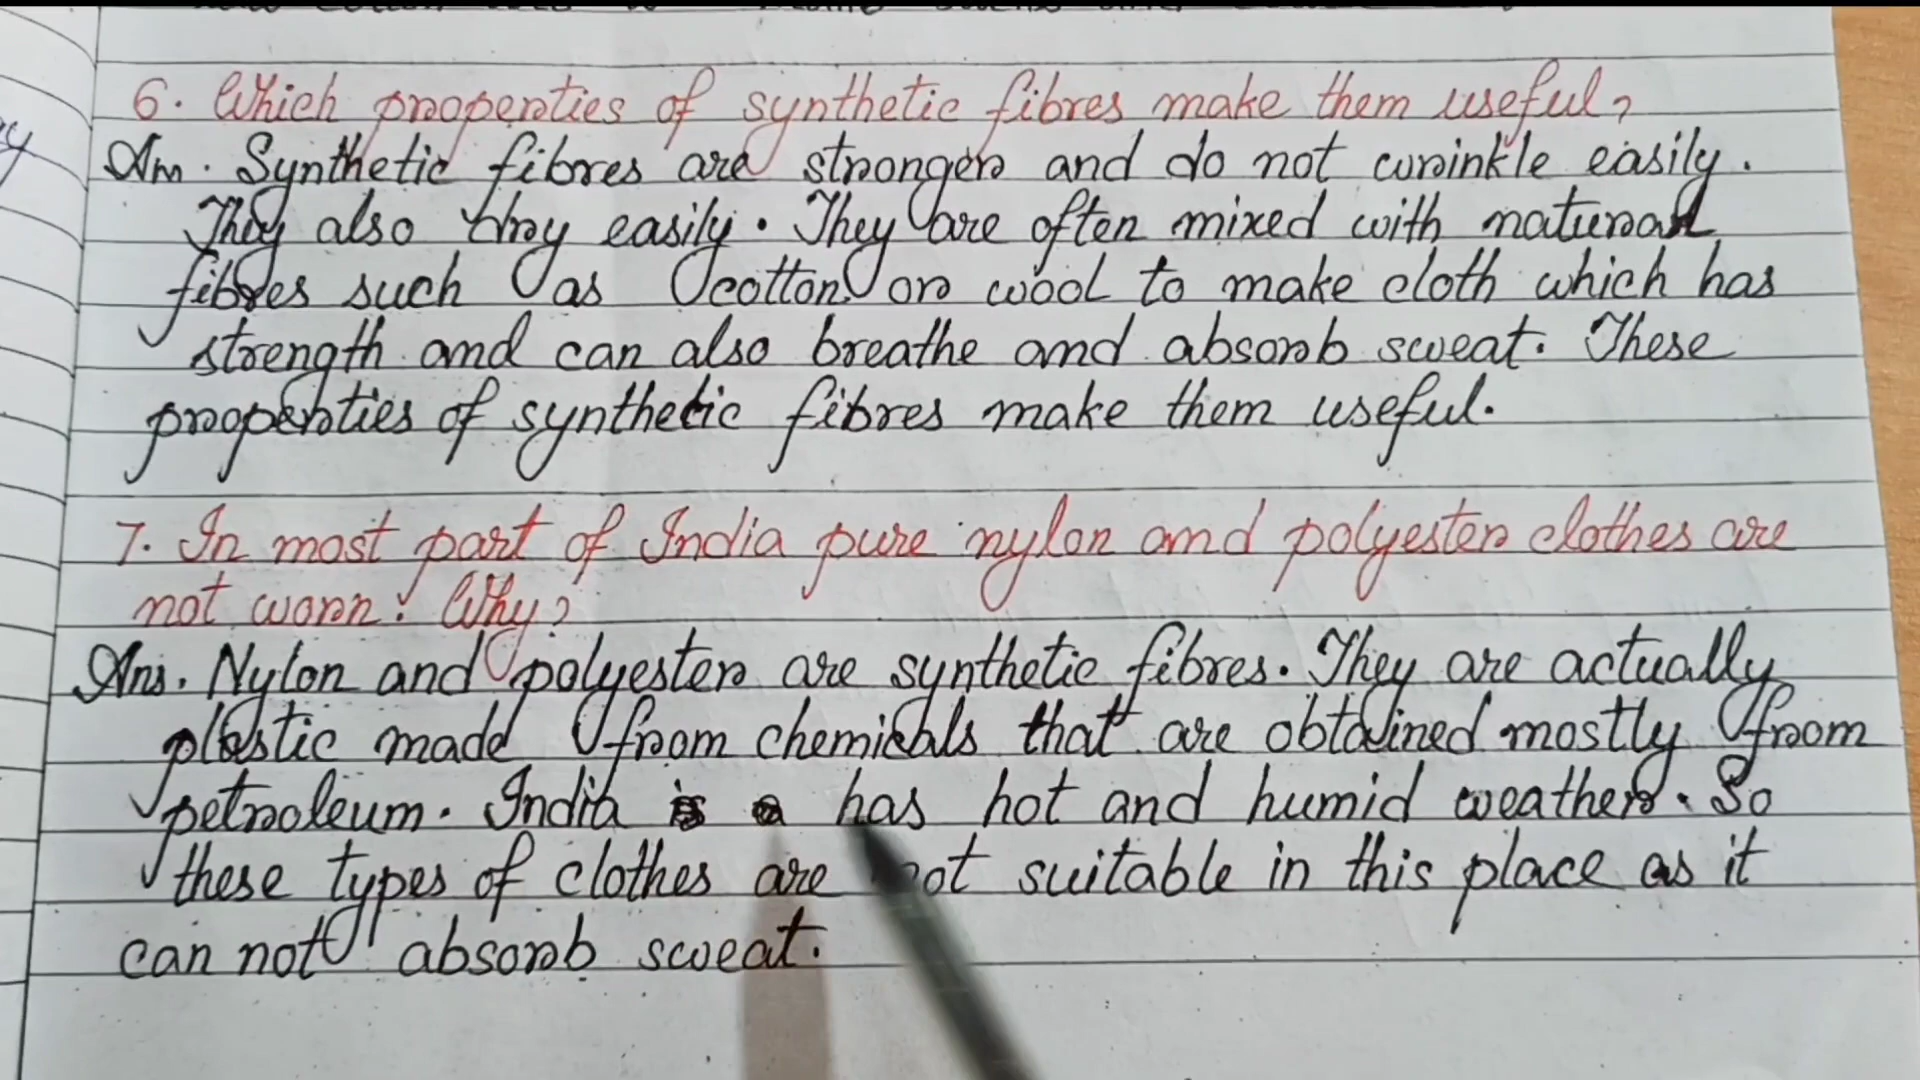 6. Which properties of synthetic fibres make them useful?
Ans. Synthetic fibres are stronger and do not wrinkle easily.
They also dry easily. They are often mixed with natural
fibres such as cotton or wool to make cloth which has
strength and can also breathe and absorb sweat. These
properties of synthetic fibres make them useful.
7. In most part of India pure nylon and polyester clothes are
not worn. Why?
Ans. Nylon and polyester are synthetic fibres. They are actually
plastic made from chemicals that are obtained mostly from
petroleum. India has hot and humid weather. So
these types of clothes are not suitable in this place as it
can not absorb sweat.